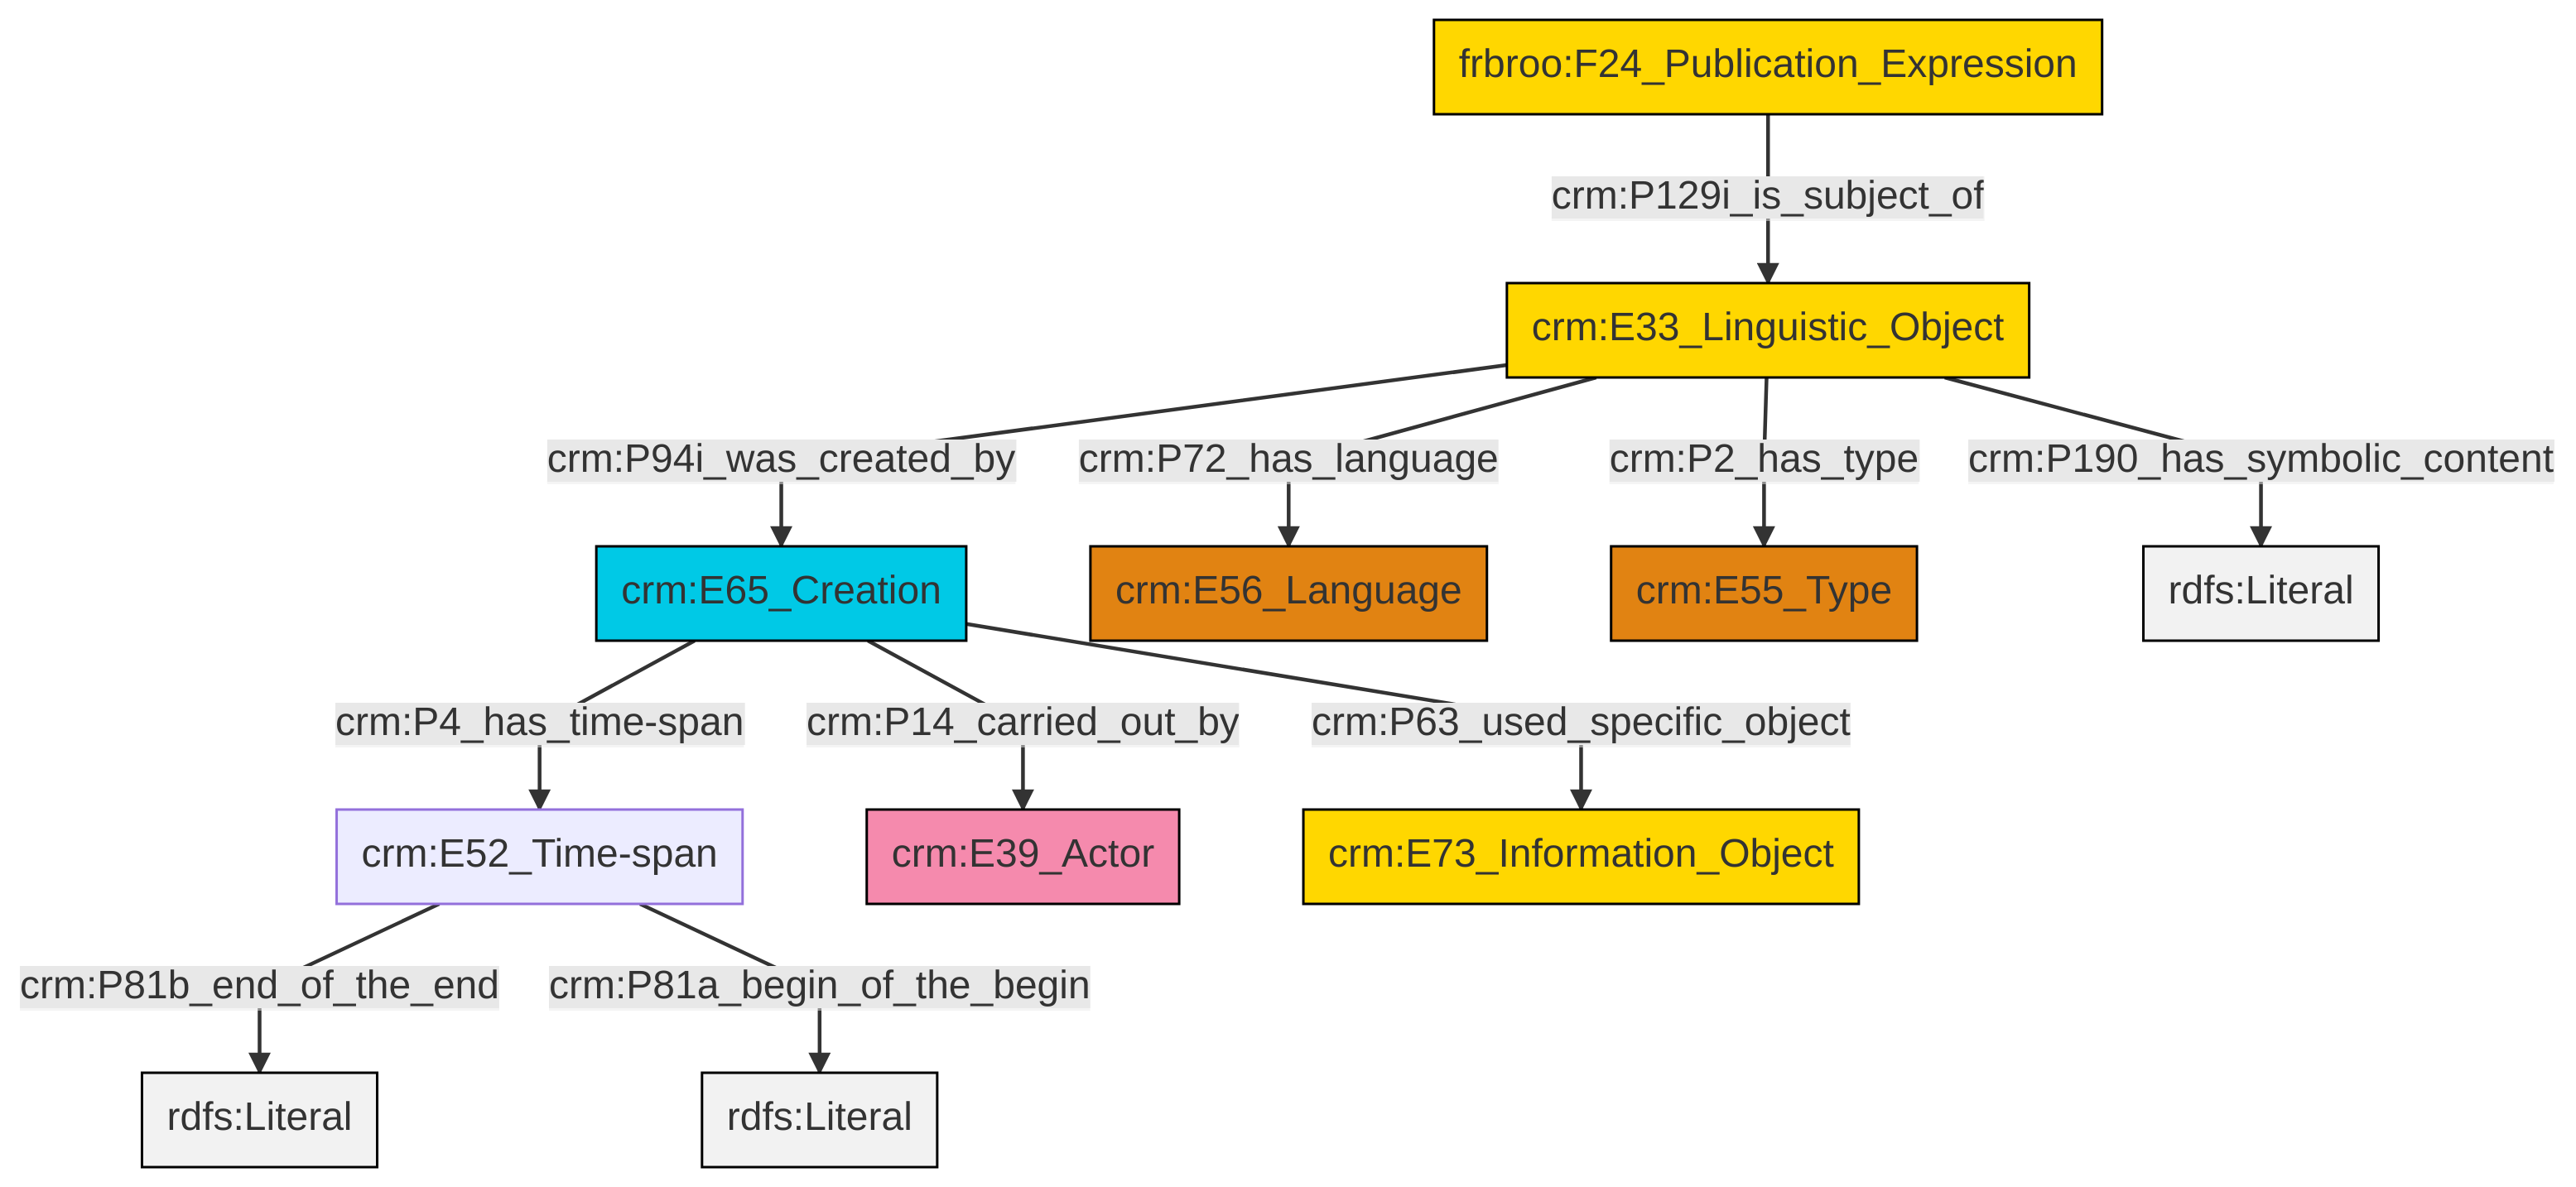 frbroo:F24_Publication_Expression
crm:P129i_is_subject_of
crm:E33_Linguistic_Object
crm:P94i_was_created_by
crm:P72_has_language
crm:P2_has_type
crm:P190_has_symbolic_content
crm:E65_Creation
crm:E56_Language
crm:E55_Type
rdfs:Literal
crm:P4_has_time-span
crm:P14_carried_out_by
crm:P63_used_specific_object
crm:E52_Time-span
crm:E39_Actor
crm:E73_Information_Object
crm:P81b_end_of_the_end
crm:P81a_begin_of_the_begin
rdfs:Literal
rdfs:Literal